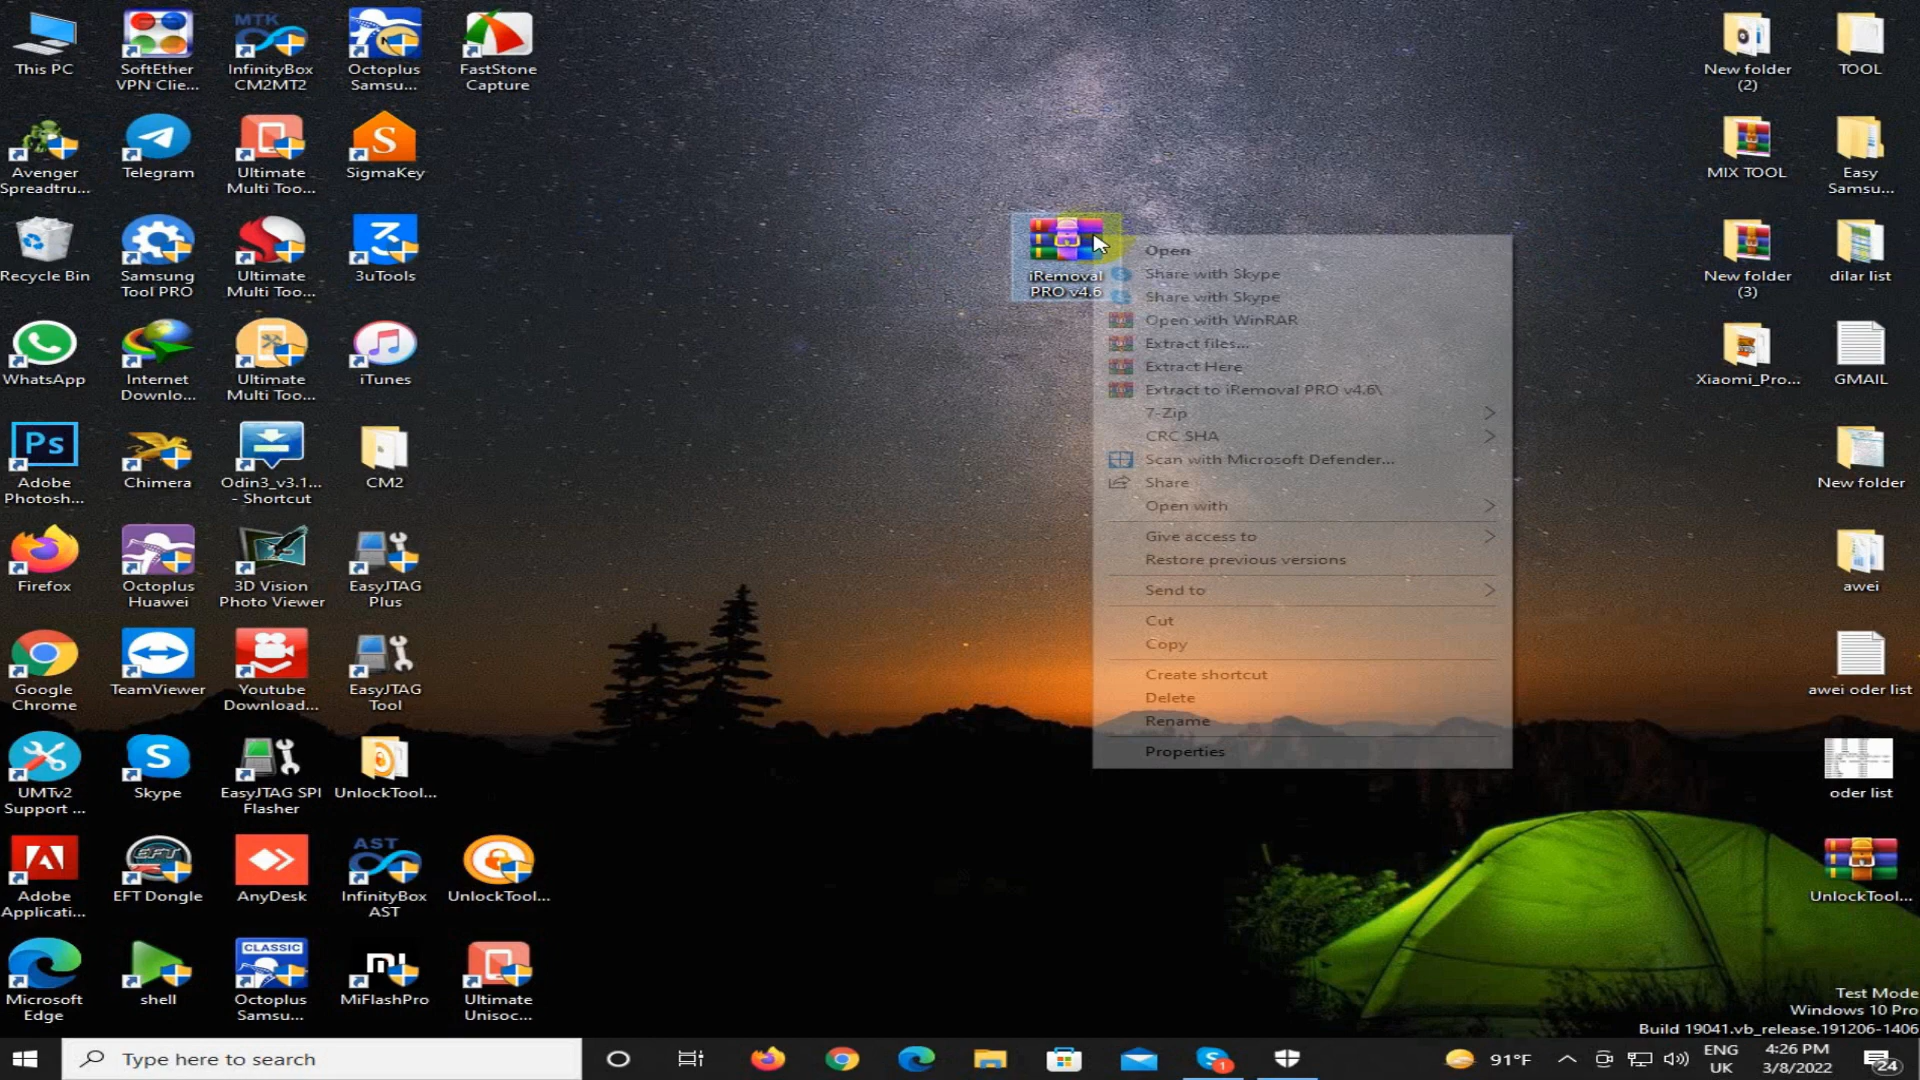 This PC
SoftEther
VPN Clie...
MTK
InfinityBox
CM2MT2
Octoplus
Samsu...
FastStone
Capture
Avenger
Spreadtru...
Telegram
Ultimate
Multi Too...
S
SigmaKey
Recycle Bin
Samsung
Tool PRO
Ultimate
Multi Too...
3uTools
WhatsApp
Internet
Downlo...
Ultimate
Multi Too...
iTunes
Ps
Adobe
Photosh...
Chimera
Odin3_v3.1...
- Shortcut
CM2
Firefox
Octoplus
Huawei
3D Vision
Photo Viewer
EasyJTAG
Plus
Google
Chrome
TeamViewer
Youtube
Download...
EasyJTAG
Tool
UMTv2
Support ...
S
Skype
EasyJTAG SPI
Flasher
UnlockTool...
Adobe
Applicati...
EFT
EFT Dongle
AnyDesk
AST
InfinityBox
AST
UnlockTool...
Microsoft
Edge
shell
CLASSIC
Octoplus
Samsu...
MiFlashPro
Ultimate
Unisoc...
iRemoval
PRO v4.6
Open
Share with Skype
Share with Skype
Open with WinRAR
Extract files...
Extract Here
Extract to iRemoval PRO v4.6\
7-Zip
CRC SHA
Scan with Microsoft Defender...
Share
Open with
Give access to
Restore previous versions
Send to
Cut
Copy
Create shortcut
Delete
Rename
Properties
New folder
(2)
TOOL
MIX TOOL
Easy
Samsu...
New folder
(3)
dilar list
Xiaomi_Pro...
GMAIL
New folder
awei
awei oder list
oder list
UnlockTool...
Test Mode
Windows 10 Pro
Build 19041.vb_release.191206-1406
Type here to search
1
91°F
ENG
UK
4:26 PM
3/8/2022
24